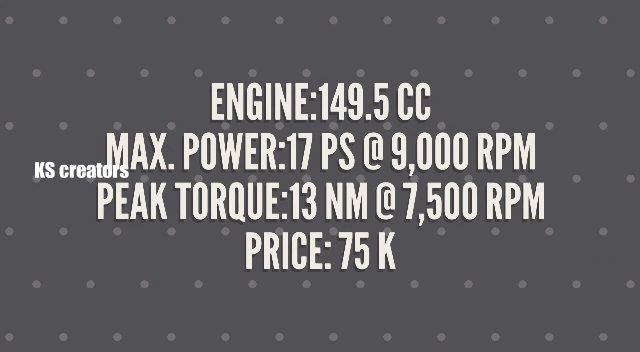 ENGINE:149.5 CC
MAX. POWER:17 PS @ 9,000 RPM
KS creators
PEAK TORQUE:13 NM @ 7,500 RPM
PRICE: 75 K